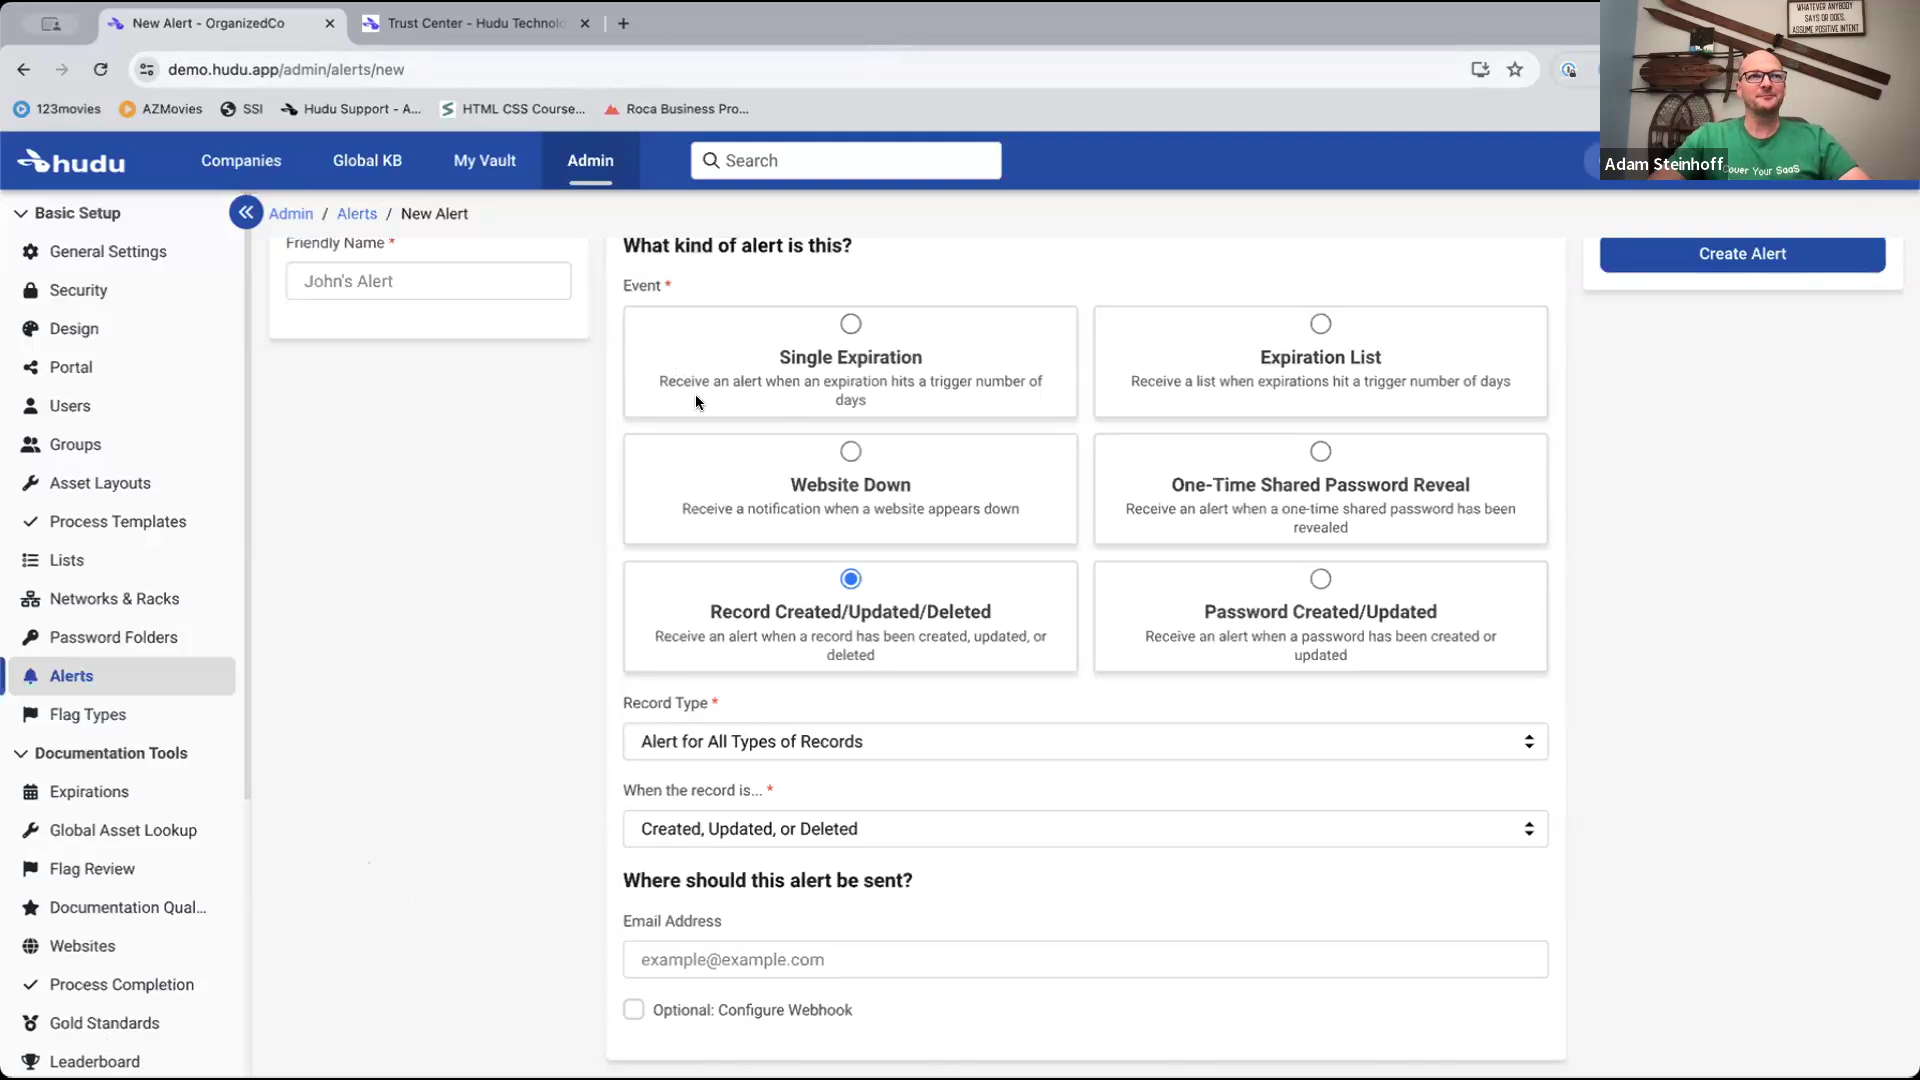 New Alert - OrganizedCo
Trust Center - Hudu Technolo
demo.hudu.app/admin/alerts/new
123movies
AZMovies
SSI
Hudu Support - A...
HTML CSS Course...
Roca Business Pro...
WHATEVER ANYBODY
SAYS OR DOES,
ASSUME POSITIVE INTENT
Adam Steinhoff
over Your SaaS
hudu
Companies
Global KB
My Vault
Admin
Search
Basic Setup
General Settings
Security
Design
Portal
Users
Groups
Asset Layouts
Process Templates
Lists
Networks & Racks
Password Folders
Alerts
Flag Types
Documentation Tools
Expirations
Global Asset Lookup
Flag Review
Documentation Qual...
Websites
Process Completion
Gold Standards
Leaderboard
Admin / Alerts / New Alert
Friendly Name *
John's Alert
What kind of alert is this?
Event *
Single Expiration
Receive an alert when an expiration hits a trigger number of
days
Expiration List
Receive a list when expirations hit a trigger number of days
Website Down
Receive a notification when a website appears down
One-Time Shared Password Reveal
Receive an alert when a one-time shared password has been
revealed
Record Created/Updated/Deleted
Receive an alert when a record has been created, updated, or
deleted
Password Created/Updated
Receive an alert when a password has been created or
updated
Record Type *
Alert for All Types of Records
When the record is... *
Created, Updated, or Deleted
Where should this alert be sent?
Email Address
example@example.com
Optional: Configure Webhook
Create Alert